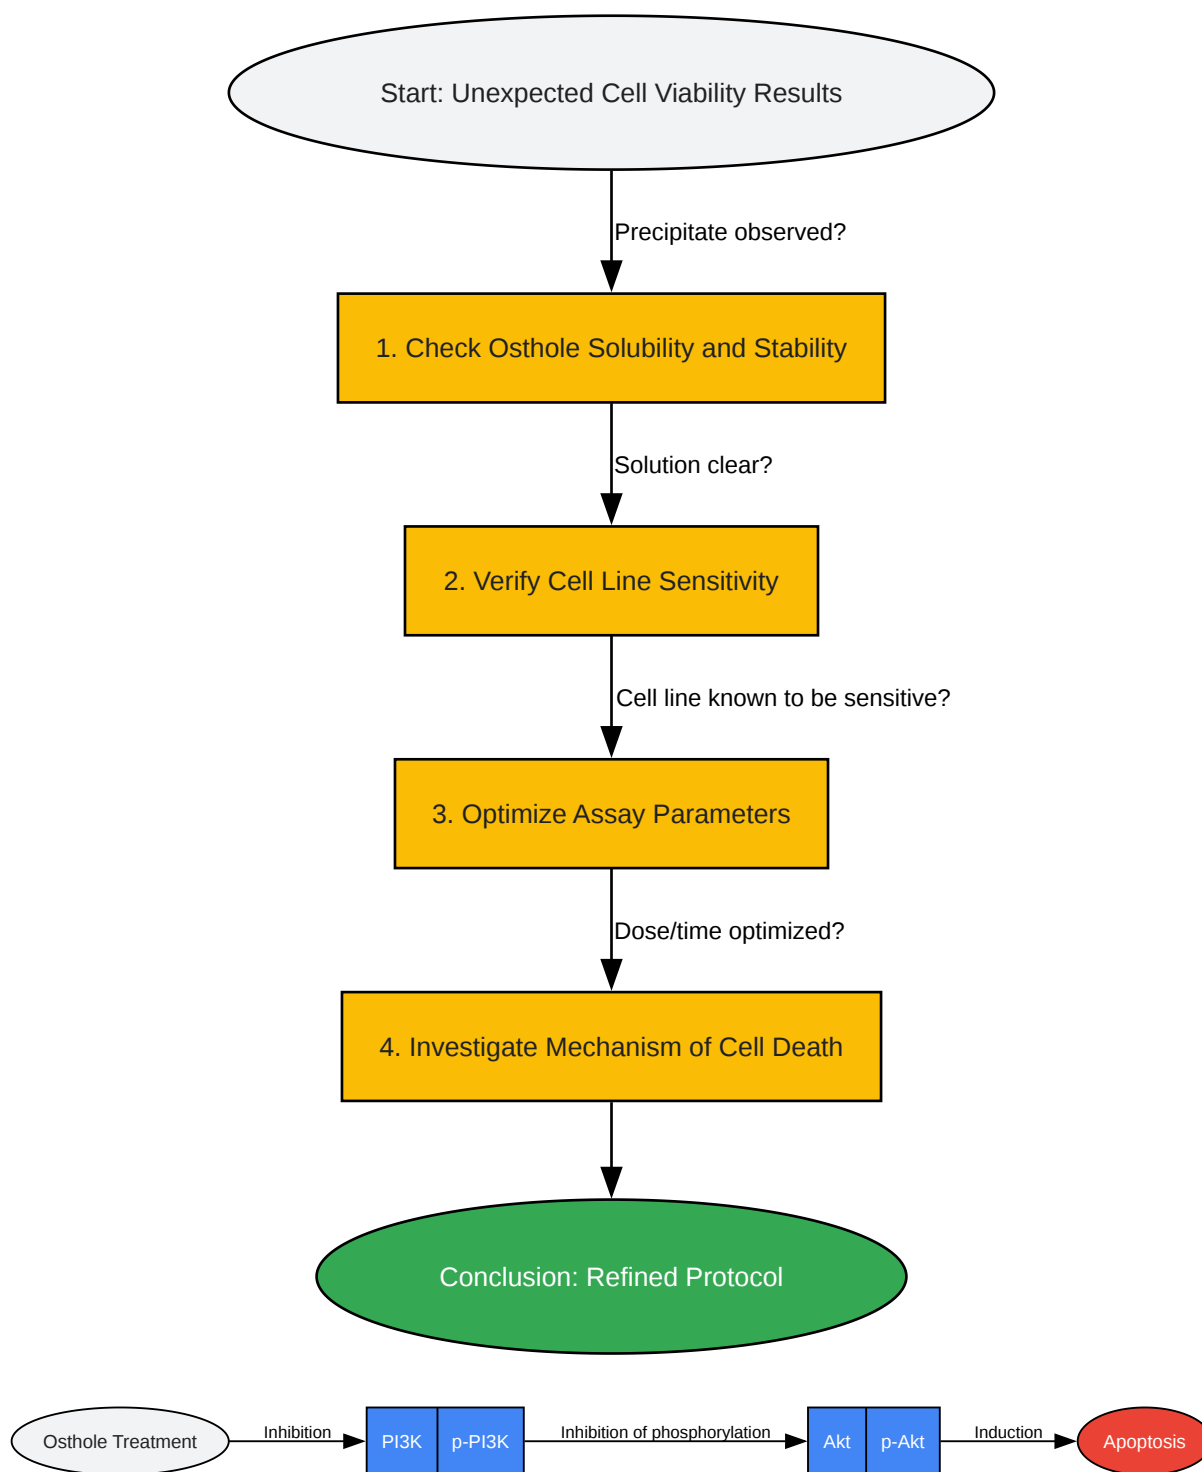 Start: Unexpected Cell Viability Results
Precipitate observed?
1. Check Osthole Solubility and Stability
Solution clear?
2. Verify Cell Line Sensitivity
Cell line known to be sensitive?
3. Optimize Assay Parameters
Dose/time optimized?
4. Investigate Mechanism of Cell Death
Conclusion: Refined Protocol
Osthole Treatment
Inhibition
PI3K
p-PI3K
Inhibition of phosphorylation
Akt
p-Akt
Induction
Apoptosis